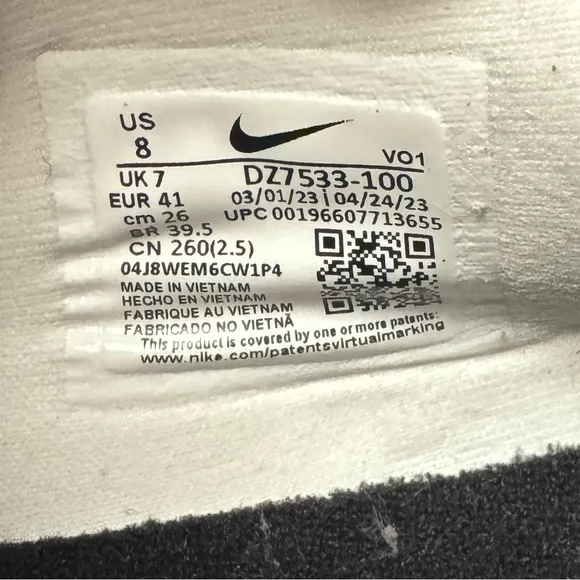 US
8
VO1
UK 7
DZ7533-100
EUR 41
03/01/23 | 04/24/23
cm 26
UPC 00196607713655
BR 39.5
CN 260(2.5)
04J8WEM6CW1P4
MADE IN VIETNAM
HECHO EN VIETNAM
FABRIQUE AU VIETNAM
FABRICADO NO VIETNÃ
This product is covered by one or more patents:
www.nike.com/patentsvirtualmarking